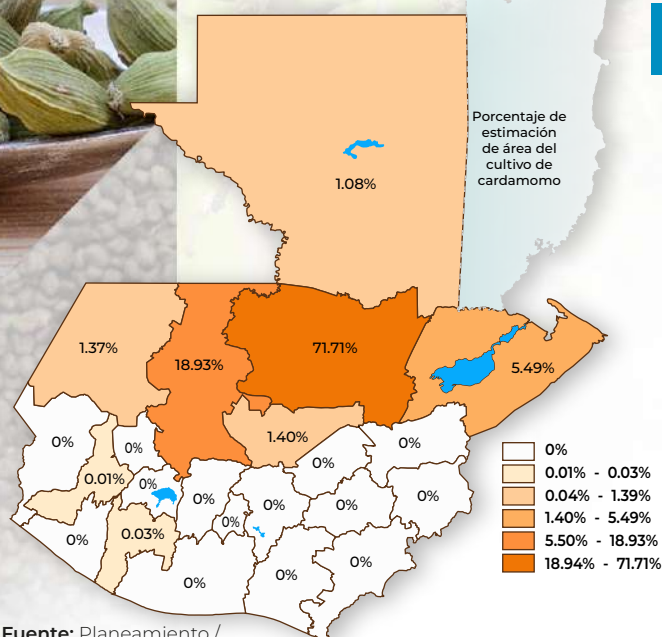 Porcentaje de
estimación
de área del
cultivo de
cardamomo
1.08%
1.37%
18.93%
71.71%
5.49%
1.40%
0%
0%
0%
0%
0.01%
0%
0%
0%
0%
0%
0%
0%
0.03%
0%
0%
0%
0%
0.01% - 0.03%
0.04% - 1.39%
1.40% - 5.49%
5.50% - 18.93%
18.94% - 71.71%
Fuente: Planeamiento /